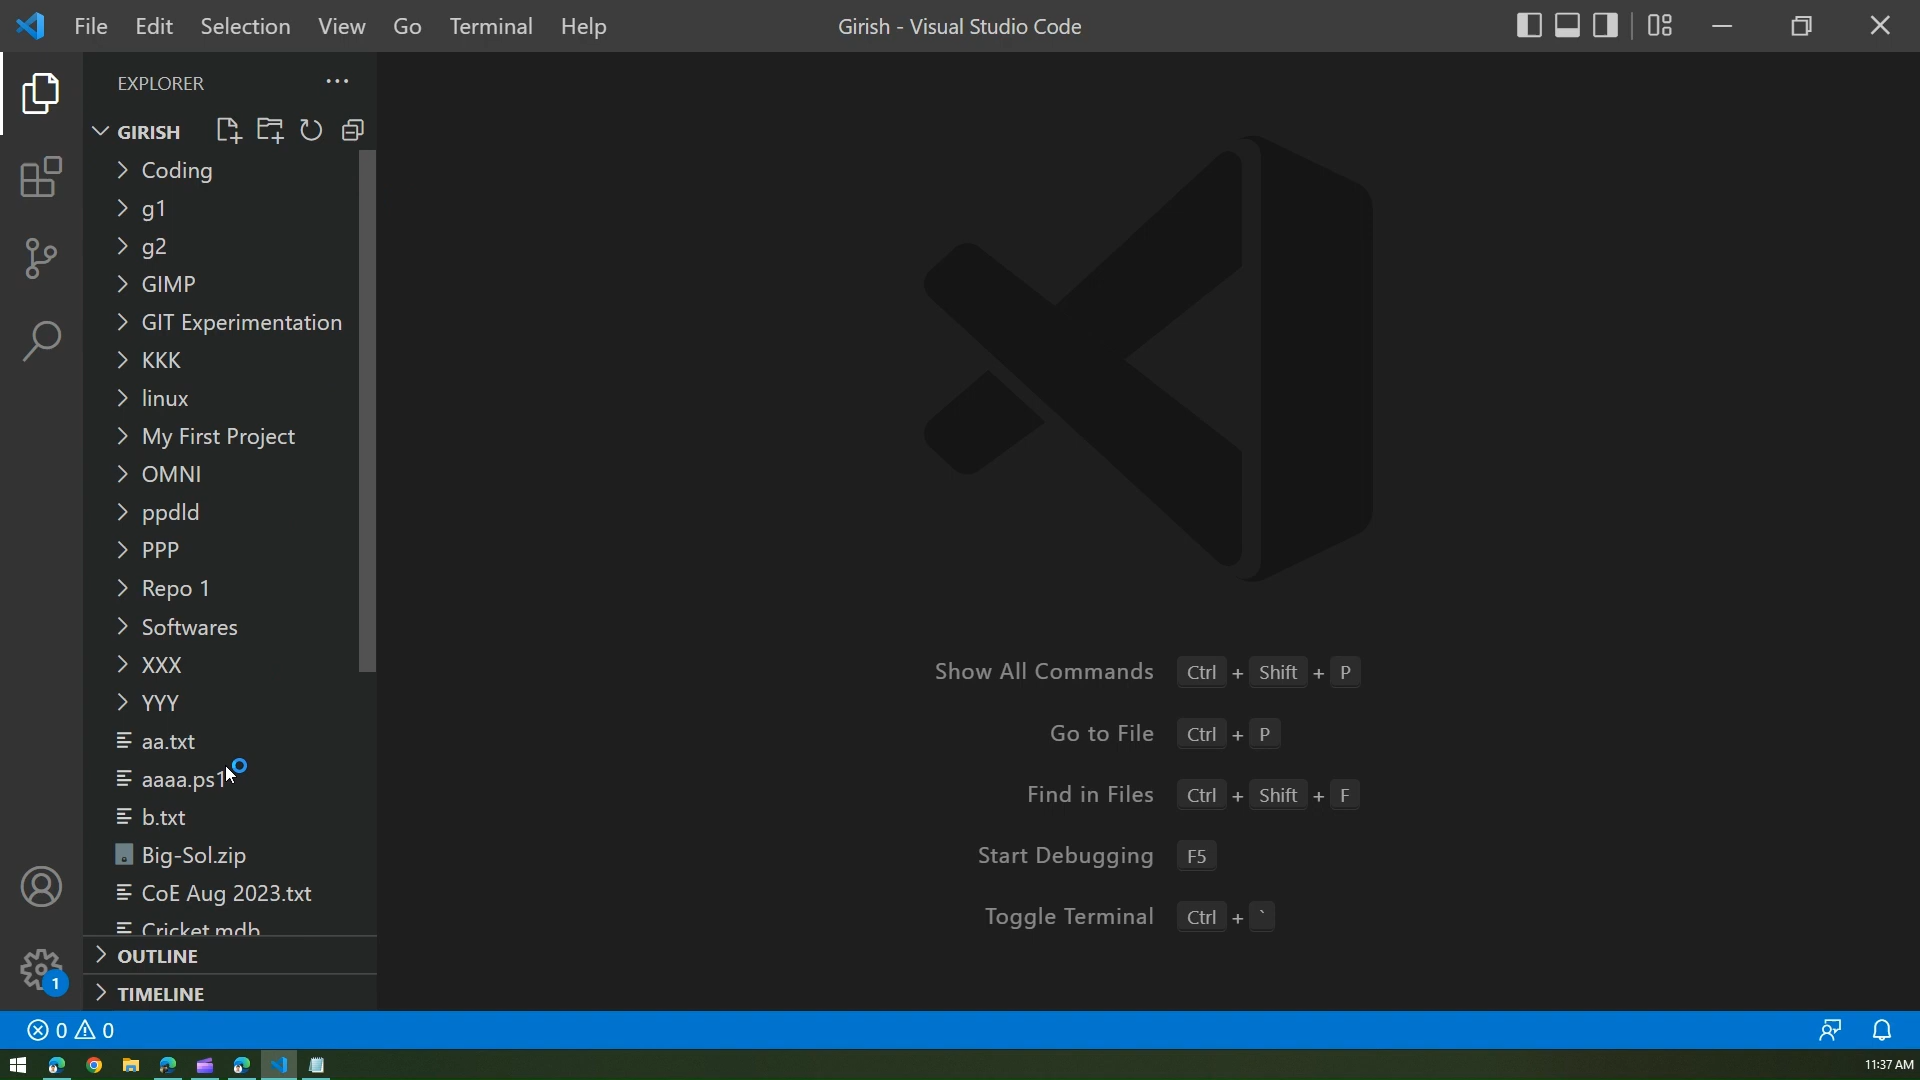 File Edit Selection View Go Terminal Help
Girish - Visual Studio Code
EXPLORER
GIRISH
Coding
g1
g2
GIMP
GIT Experimentation
KKK
linux
My First Project
OMNI
ppdld
PPP
Repo 1
Softwares
XXX
YYY
aa.txt
aaaa.ps1
b.txt
Big-Sol.zip
CoE Aug 2023.txt
Cricket.mdb
OUTLINE
TIMELINE
1
Show All Commands Ctrl + Shift + P
Go to File Ctrl + P
Find in Files Ctrl + Shift + F
Start Debugging F5
Toggle Terminal Ctrl + `
0 0
11:37 AM